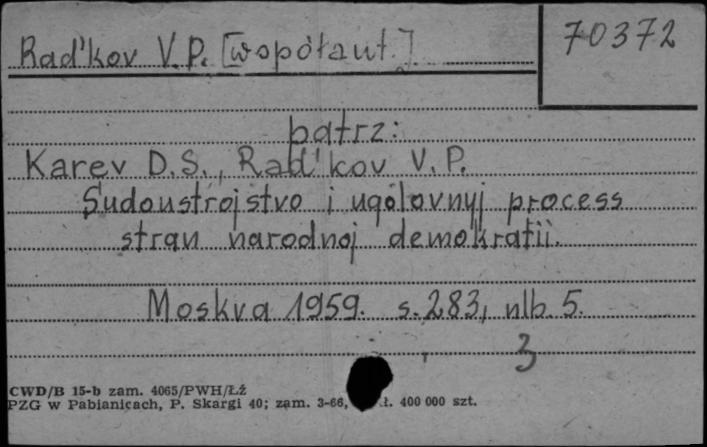 Rad'kov V.P. [współaut.]
70372
patrz:
Karev D.S., Rad'kov V.P.
Sudoustrojstvo i ugolovnyj process
stran narodnoj demokratii.
Moskva 1959. s. 283, nlb. 5.
3
CWD/B 15-b zam. 4065/PWH/Łź
PZG w Pabianicach, P. Skargi 40; zam. 3-66, ł. 400 000 szt.